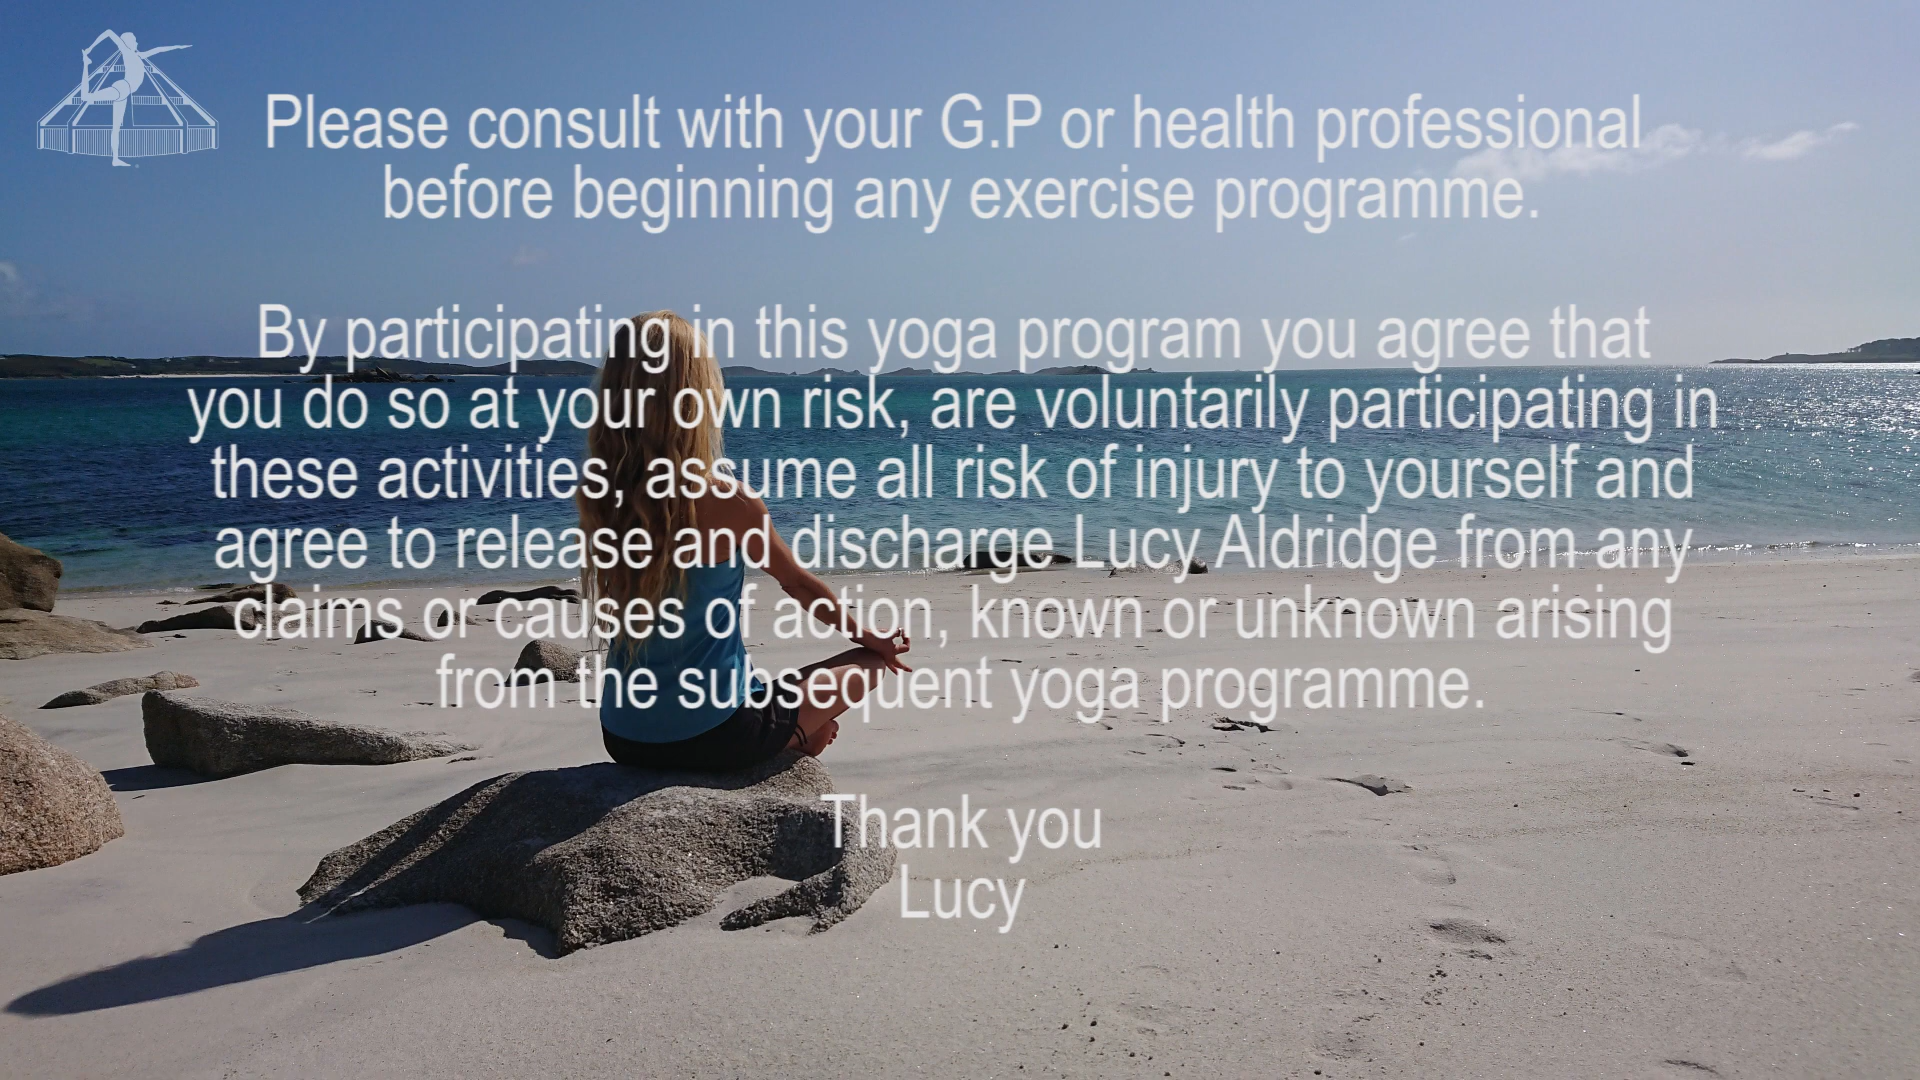 Please consult with your G.P or health professional
before beginning any exercise programme.
By participating in this yoga program you agree that
you do so at your own risk, are voluntarily participating in
these activities, assume all risk of injury to yourself and
agree to release and discharge Lucy Aldridge from any
claims or causes of action, known or unknown arising
from the subsequent yoga programme.
Thank you
Lucy